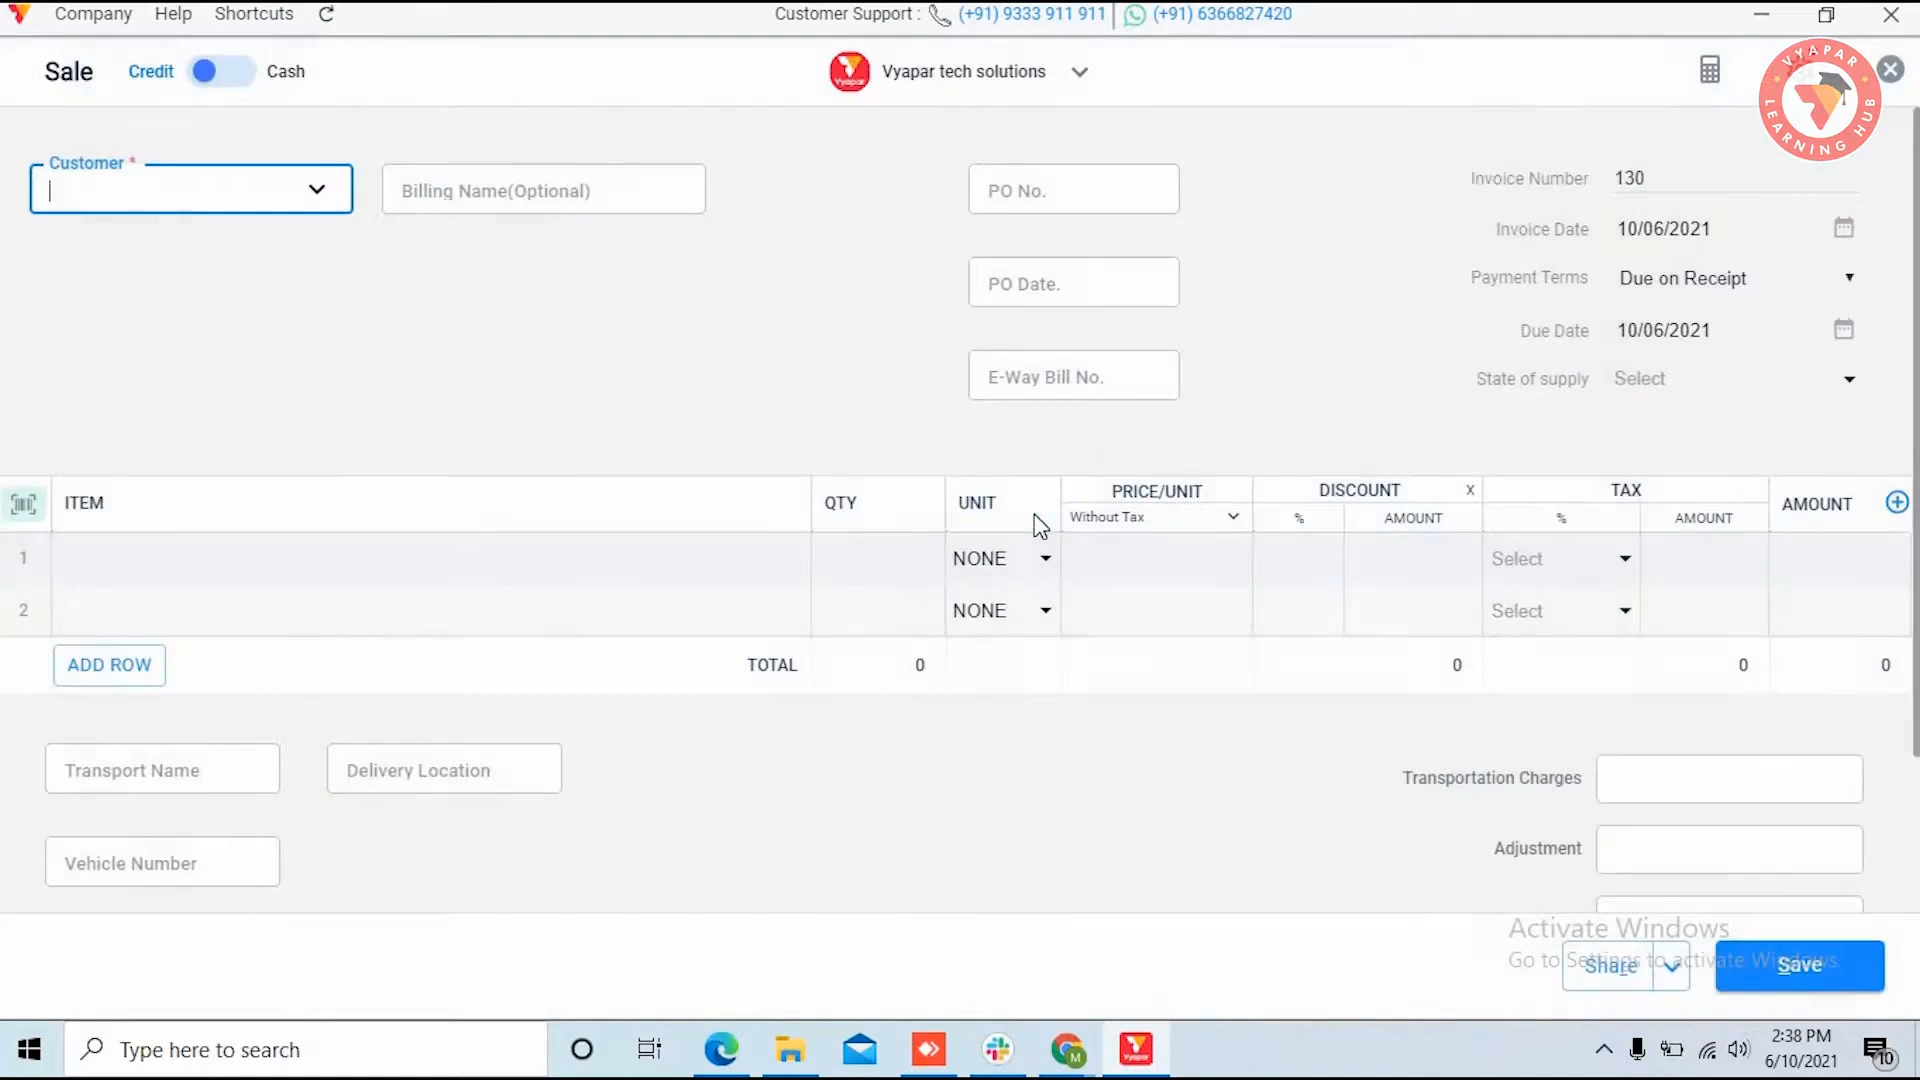 Company Help Shortcuts Customer Support : (+91) 9333 911 911 (+91) 6366827420
Sale Credit Cash Vyapar Vyapar tech solutions
VYAPAR LEARNING HUB
Customer *
Billing Name(Optional) PO No. Invoice Number 130
Invoice Date 10/06/2021
PO Date. Payment Terms Due on Receipt
Due Date 10/06/2021
E-Way Bill No. State of supply Select
ITEM QTY UNIT PRICE/UNIT DISCOUNT x TAX AMOUNT
Without Tax % AMOUNT % AMOUNT
1 NONE Select
2 NONE Select
ADD ROW TOTAL 0 0 0 0
Transport Name Delivery Location Transportation Charges
Adjustment
Vehicle Number
Activate Windows
Go to Settings to activate Windows.
Share Save
Type here to search M Vyapar 2:38 PM
6/10/2021 10